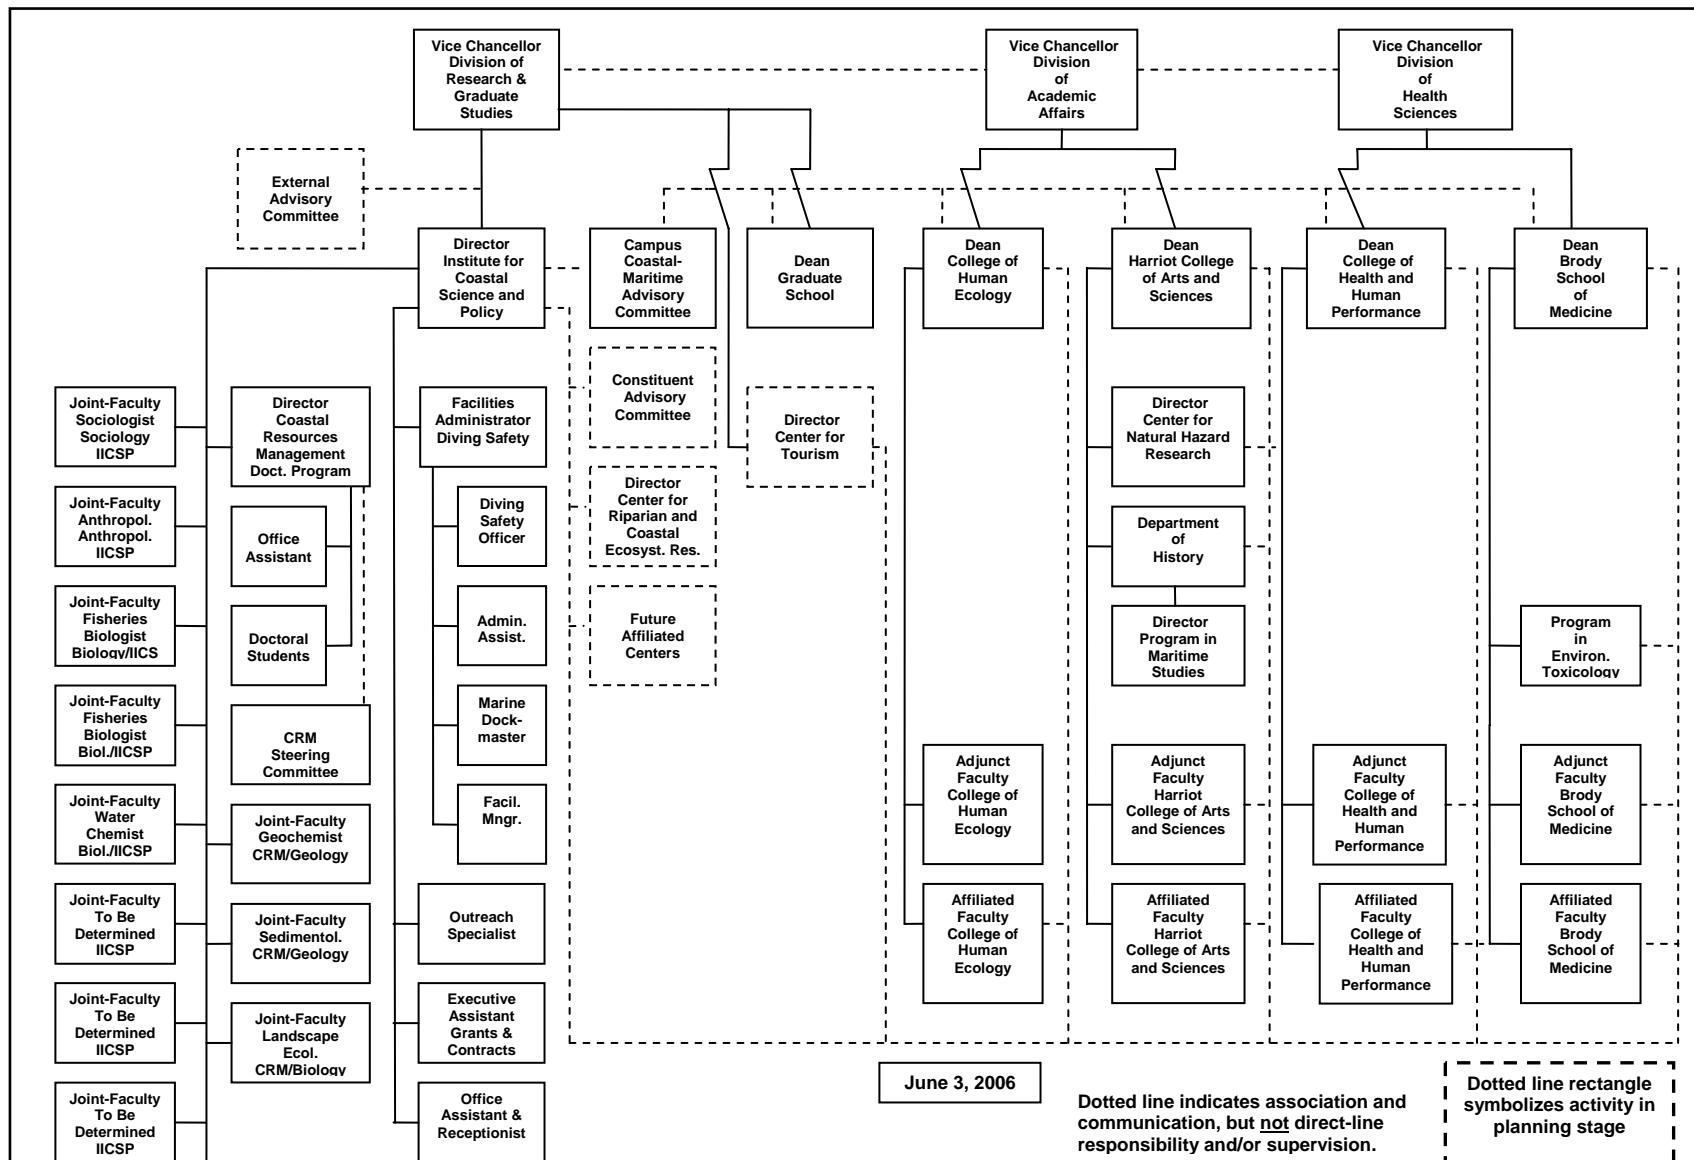 Vice Chancellor
Division of
Research &
Graduate
Studies
Vice Chancellor
Division
of
Academic
Affairs
Vice Chancellor
Division
of
Health
Sciences
External
Advisory
Committee
Director
Institute for
Coastal
Science and
Policy
Campus
Coastal-
Maritime
Advisory
Committee
Dean
Graduate
School
Dean
College of
Human
Ecology
Dean
Harriot College
of Arts and
Sciences
Dean
College of
Health and
Human
Performance
Dean
Brody
School
of
Medicine
Joint-Faculty
Sociologist
Sociology
IICSP
Director
Coastal
Resources
Management
Doct. Program
Facilities
Administrator
Diving Safety
Constituent
Advisory
Committee
Director
Center for
Tourism
Director
Center for
Natural Hazard
Research
Joint-Faculty
Anthropol.
Anthropol.
IICSP
Office
Assistant
Diving
Safety
Officer
Director
Center for
Riparian and
Coastal
Ecosyst. Res.
Department
of
History
Joint-Faculty
Fisheries
Biologist
Biology/IICS
Doctoral
Students
Admin.
Assist.
Future
Affiliated
Centers
Director
Program in
Maritime
Studies
Program
in
Environ.
Toxicology
Joint-Faculty
Fisheries
Biologist
Biol./IICSP
CRM
Steering
Committee
Marine
Dock-
master
Joint-Faculty
Water
Chemist
Biol./IICSP
Joint-Faculty
Geochemist
CRM/Geology
Facil.
Mngr.
Adjunct
Faculty
College of
Human
Ecology
Adjunct
Faculty
Harriot
College of Arts
and Sciences
Adjunct
Faculty
College of
Health and
Human
Performance
Adjunct
Faculty
Brody
School of
Medicine
Joint-Faculty
To Be
Determined
IICSP
Joint-Faculty
Sedimentol.
CRM/Geology
Outreach
Specialist
Affiliated
Faculty
College of
Human
Ecology
Affiliated
Faculty
Harriot
College of Arts
and Sciences
Affiliated
Faculty
College of
Health and
Human
Performance
Affiliated
Faculty
Brody
School of
Medicine
Joint-Faculty
To Be
Determined
IICSP
Joint-Faculty
Landscape
Ecol.
CRM/Biology
Executive
Assistant
Grants &
Contracts
Joint-Faculty
To Be
Determined
IICSP
Office
Assistant &
Receptionist
June 3, 2006
Dotted line indicates association and
communication, but not direct-line
responsibility and/or supervision.
Dotted line rectangle
symbolizes activity in
planning stage